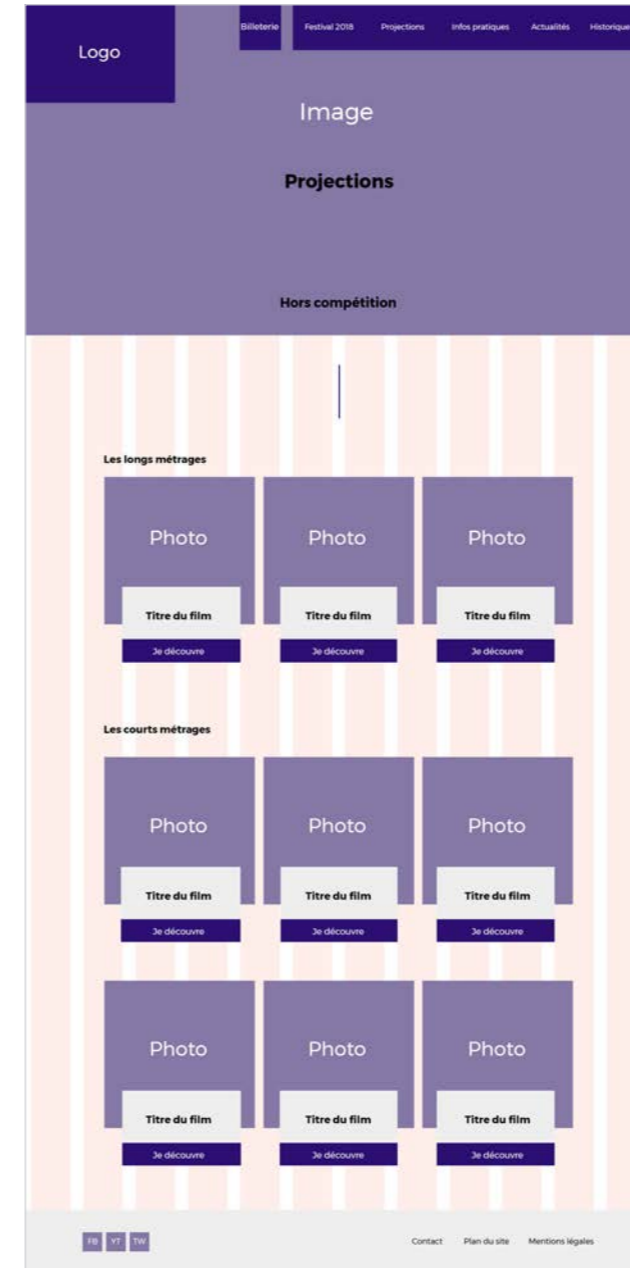 Logo
Billeterie Festival 2018 Projections Infos pratiques Actualités Historique
Image
Projections
Hors compétition
Les longs métrages
Photo Photo Photo
Titre du film Titre du film Titre du film
Je découvre Je découvre Je découvre
Les courts métrages
Photo Photo Photo
Titre du film Titre du film Titre du film
Je découvre Je découvre Je découvre
Photo Photo Photo
Titre du film Titre du film Titre du film
Je découvre Je découvre Je découvre
FB YT TW Contact Plan du site Mentions légales